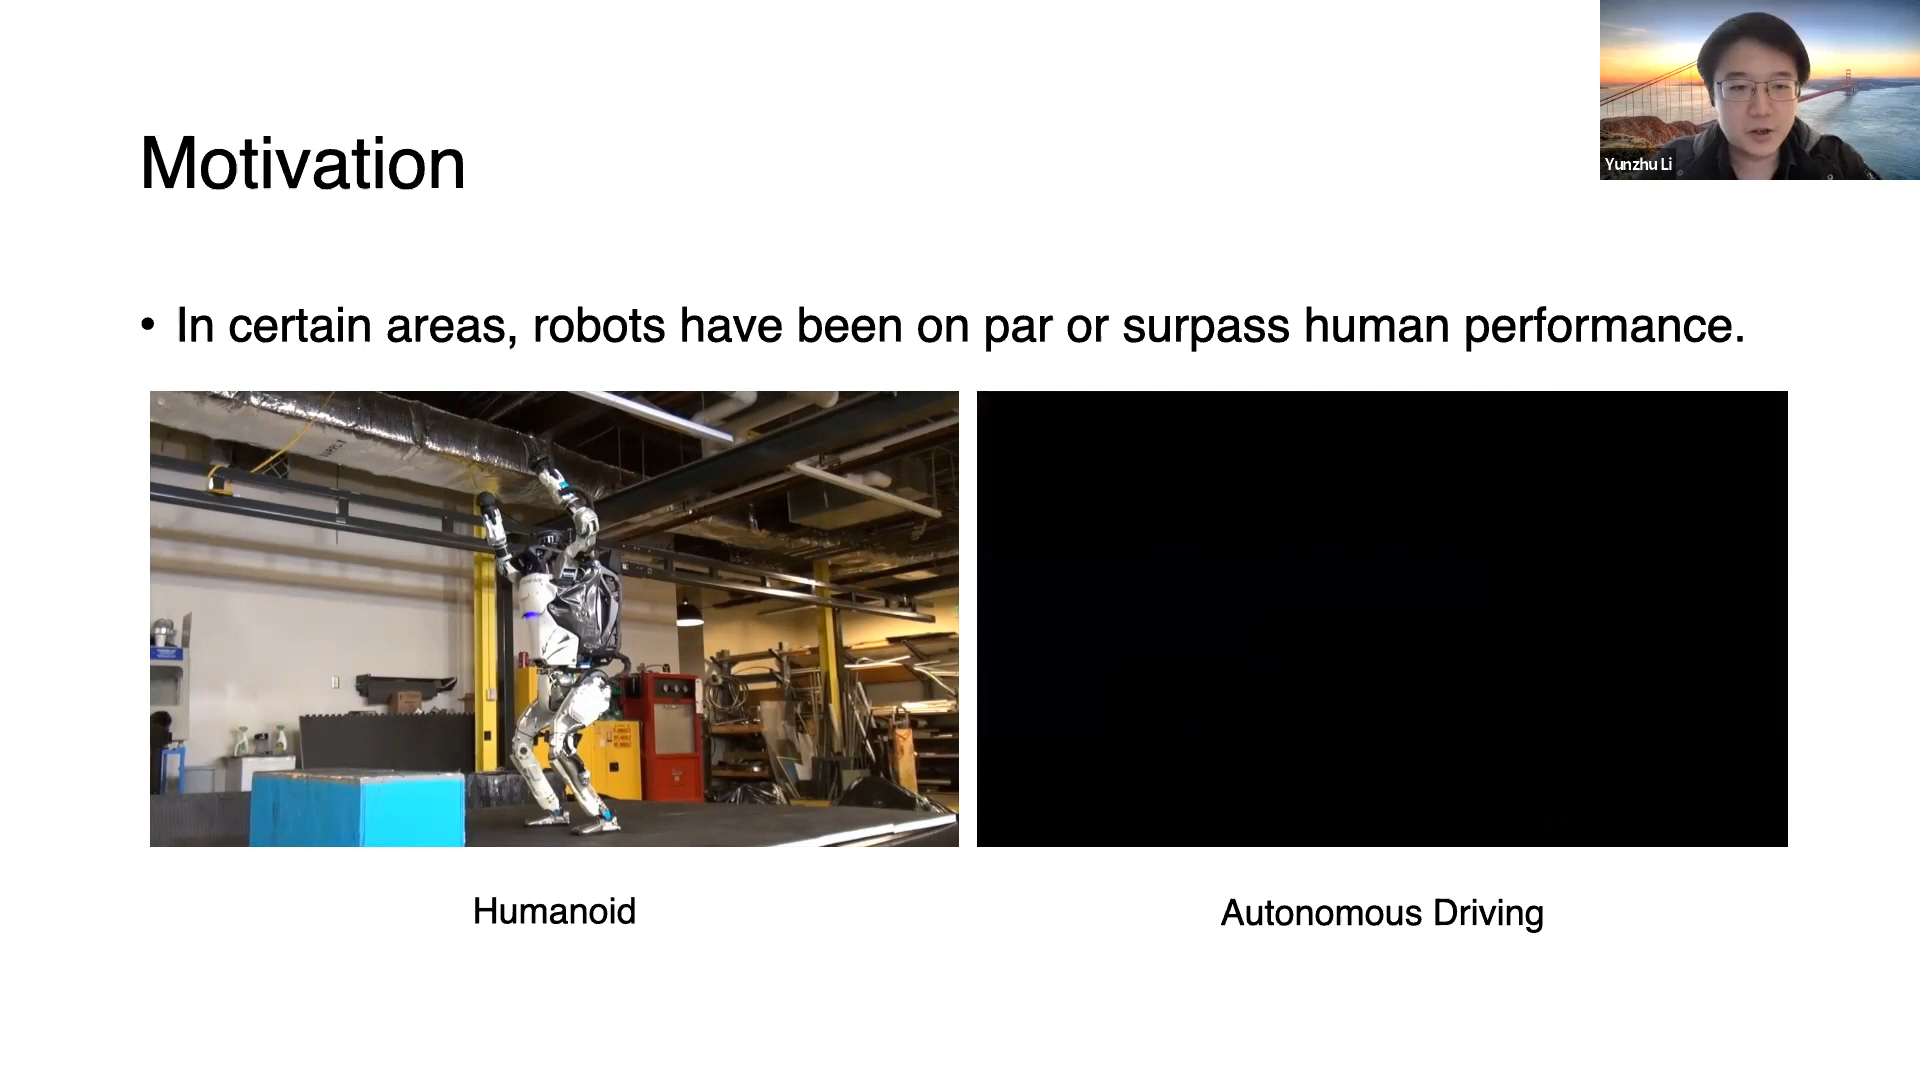 Yunzhu Li
Motivation
• In certain areas, robots have been on par or surpass human performance.
Humanoid
Autonomous Driving